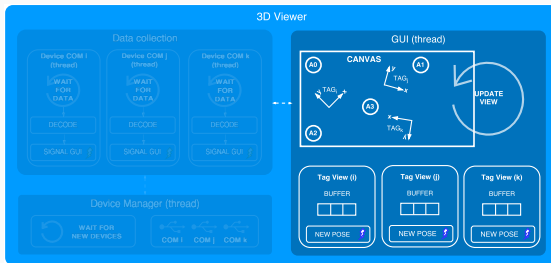 3D Viewer
Data collection
Device COM i
(thread)
WAIT
FOR
DATA
DECODE
SIGNAL GUI
Device COM j
(thread)
WAIT
FOR
DATA
DECODE
SIGNAL GUI
Device COM k
(thread)
WAIT
FOR
DATA
DECODE
SIGNAL GUI
Device Manager (thread)
WAIT FOR
NEW DEVICES
COM i COM j COM k
GUI (thread)
CANVAS
A0
A1
A2
A3
y
TAGj
x
y
TAGi
x
x
TAGk
y
UPDATE
VIEW
Tag View (i)
BUFFER
NEW POSE
Tag View (j)
BUFFER
NEW POSE
Tag View (k)
BUFFER
NEW POSE